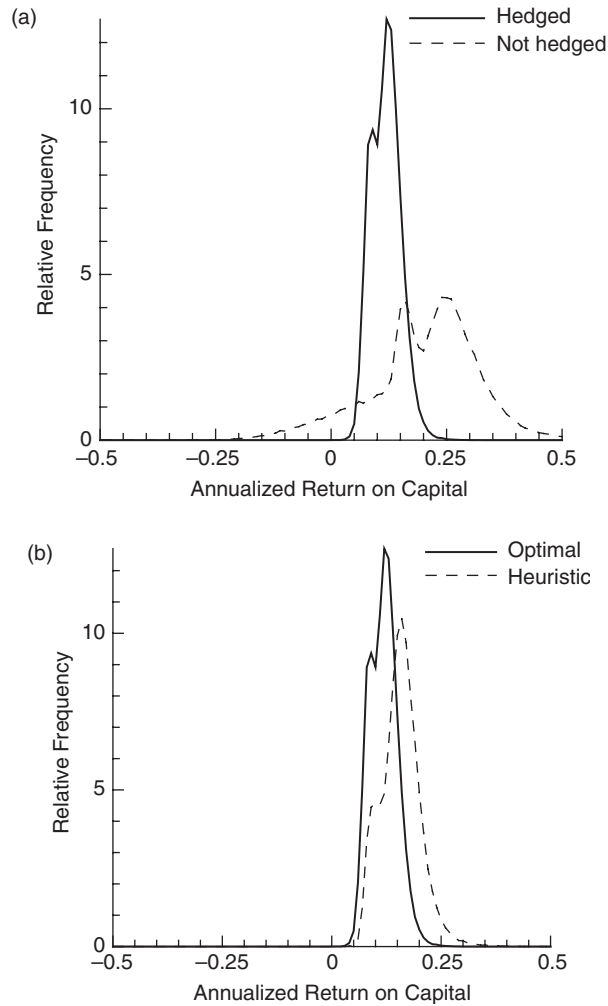 (a)
Hedged
Not hedged
Relative Frequency
10
5
0
−0.5
−0.25
0
0.25
0.5
Annualized Return on Capital
(b)
Optimal
Heuristic
Relative Frequency
10
5
0
−0.5
−0.25
0
0.25
0.5
Annualized Return on Capital